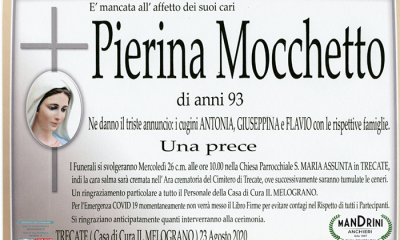 E' mancata all' affetto dei suoi cari
Pierina Mocchetto
di anni 93
Ne danno il triste annuncio: i cugini ANTONIA, GIUSEPPINA e FLAVIO con le rispettive famiglie.
Una prece
I Funerali si svolgeranno Mercoledì 26 c.m. alle ore 10.00 nella Chiesa Parrocchiale S. MARIA ASSUNTA in TRECATE,
indi la cara salma sarà cremata nell' Ara crematoria del Cimitero di Trecate, ove successivamente saranno tumulate le ceneri.
Un ringraziamento particolare a tutto il Personale della Casa di Cura IL MELOGRANO.
Per l'Emergenza COVID 19 momentaneamente non verrà messo il Libro Firme per evitare contagi nel Rispetto di tutti i Partecipanti.
Si ringraziano anticipatamente quanti interverranno alla cerimonia.
TRECATE ( Casa di Cura IL MELOGRANO ) 23 Agosto 2020
MANDRINI